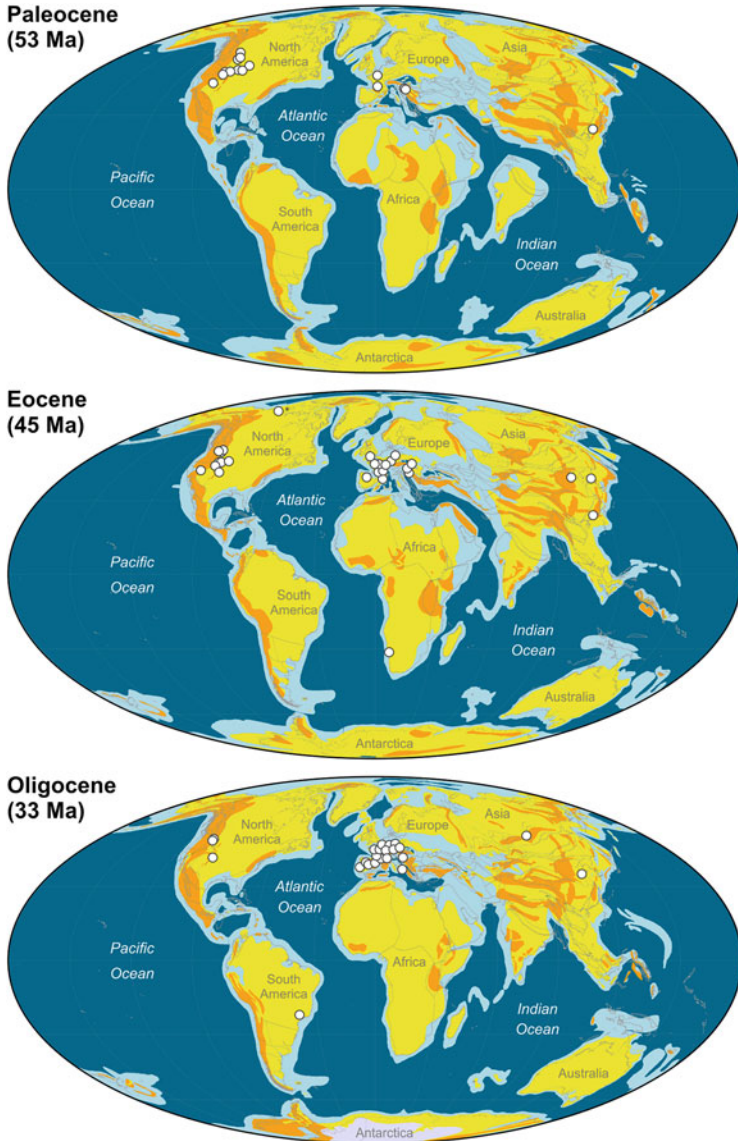 Paleocene
(53 Ma)
North
America
Europe
Asia
Atlantic
Ocean
Pacific
Ocean
Africa
South
America
Indian
Ocean
Australia
Antarctica
Eocene
(45 Ma)
North
America
Europe
Asia
Atlantic
Ocean
Africa
Pacific
Ocean
South
America
Indian
Ocean
Australia
Antarctica
Oligocene
(33 Ma)
North
America
Europe
Asia
Atlantic
Ocean
Pacific
Ocean
Africa
South
America
Indian
Ocean
Australia
Antarctica